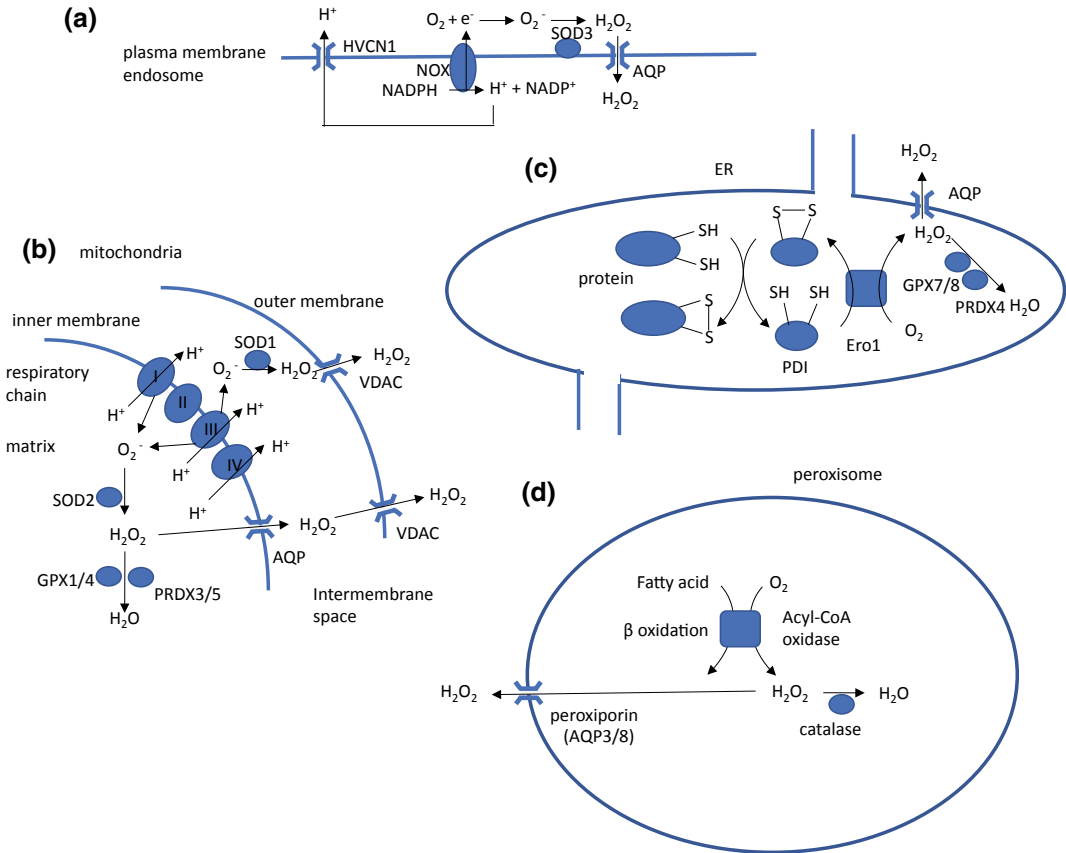 (a)
plasma membrane
endosome
H⁺
HVCN1
O₂ + e⁻
O₂⁻
H₂O₂
SOD3
NOX
AQP
NADPH
H⁺ + NADP⁺
H₂O₂
(b)
mitochondria
outer membrane
inner membrane
respiratory
chain
matrix
H⁺
I
H⁺
II
O₂⁻
SOD1
H₂O₂
H₂O₂
VDAC
H⁺
III
H⁺
H⁺
IV
H⁺
O₂⁻
SOD2
H₂O₂
AQP
H₂O₂
H₂O₂
VDAC
GPX1/4
PRDX3/5
H₂O
Intermembrane
space
(c)
ER
H₂O₂
AQP
H₂O₂
SH
SH
protein
S
S
S
S
SH
SH
PDI
Ero1
GPX7/8
PRDX4
H₂O
O₂
(d)
peroxisome
Fatty acid
O₂
β oxidation
Acyl-CoA
oxidase
H₂O₂
H₂O₂
H₂O
peroxiporin
(AQP3/8)
catalase